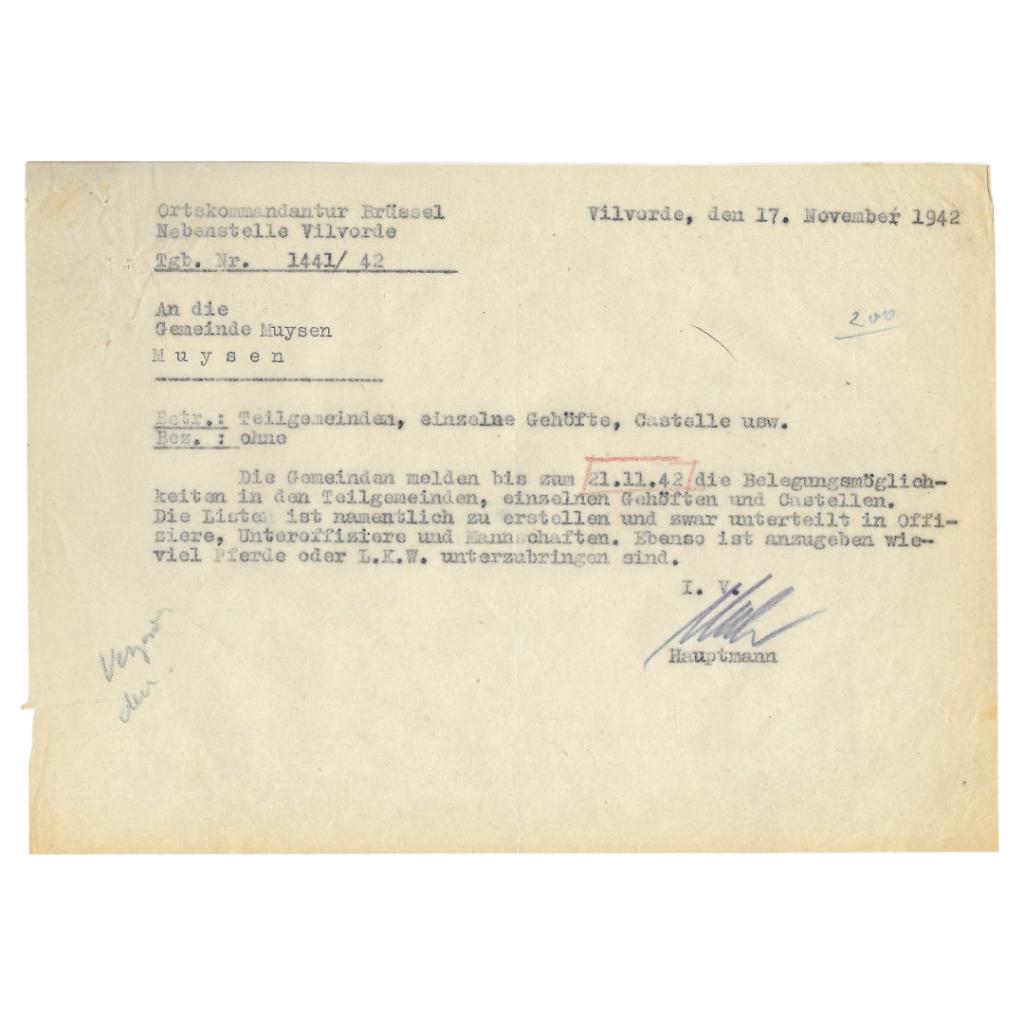 Ortskommandantur Brüssel
Vilvorde, den 17. November 1942
Nebenstelle Vilvorde
Tgb. Nr. 1441/ 42
An die
Gemeinde Muysen
M u y s e n
200
Betr.: Teilgemeinden, einzelne Gehöfte, Castelle usw.
Bez. : ohne
Die Gemeinden melden bis zum 21.11.42 die Belegungsmöglich-
keiten in den Teilgemeinden, einzelnen Gehöften und Castellen.
Die Listen ist namentlich zu erstellen und zwar unterteilt in Offi-
ziere, Unteroffiziere und Mannschaften. Ebenso ist anzugeben wie-
viel Pferde oder L.K.W. unterzubringen sind.
I. V.
Hauptmann